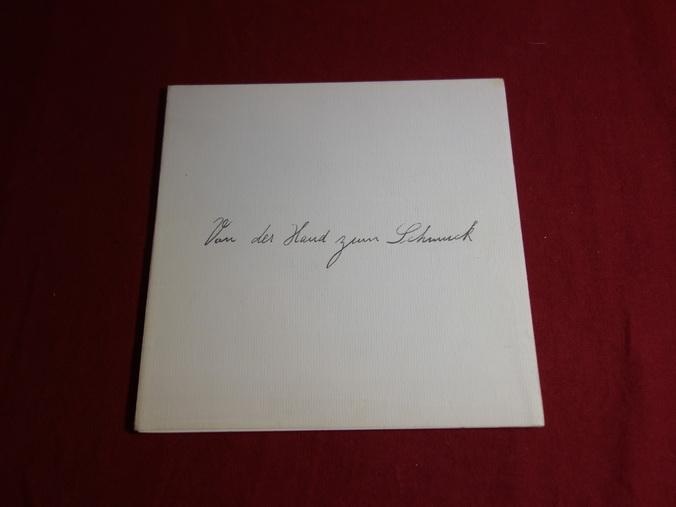 Von der Hand zum Schmuck